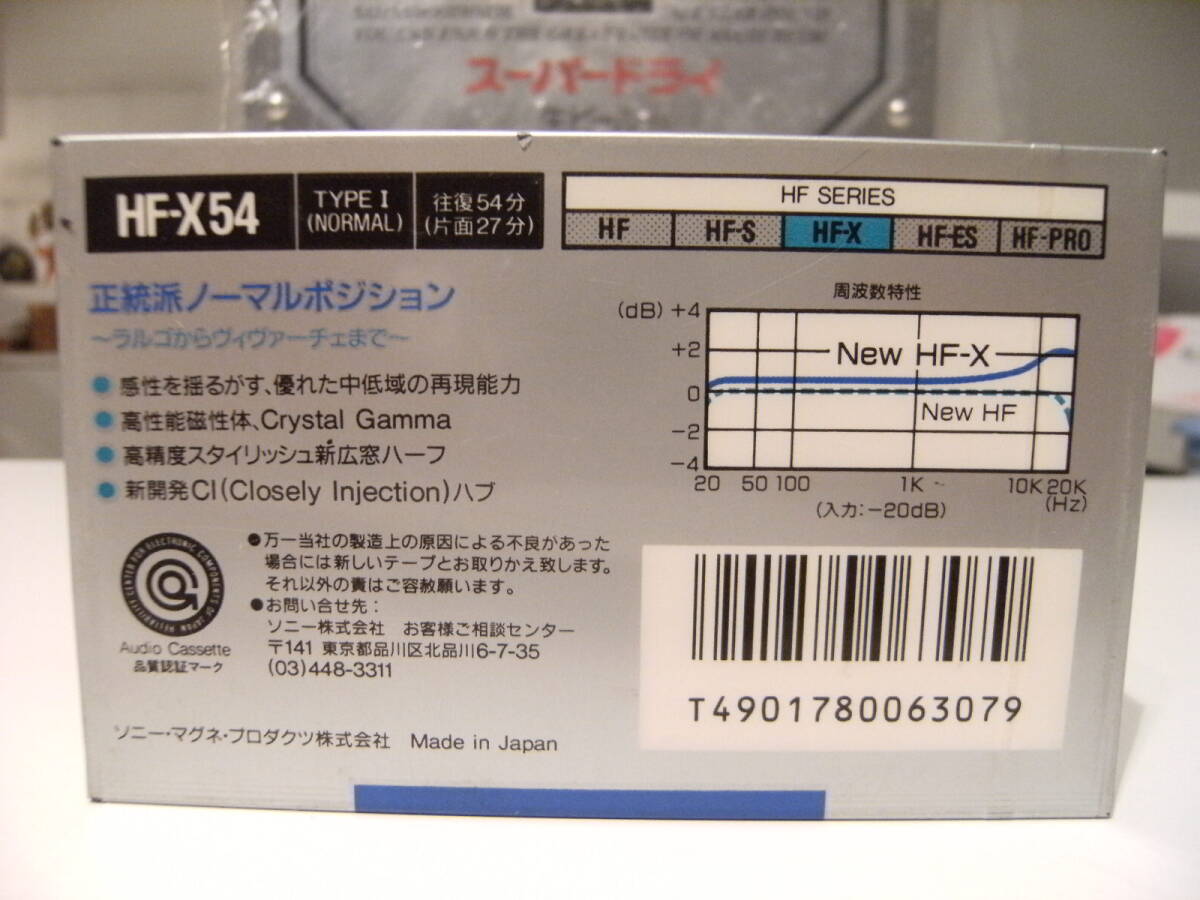 スーパードライ
HF-X54
TYPE I
(NORMAL)
往復54分
(片面27分)
HF SERIES
HF HF-S HF-X HF-ES HF-PRO
正統派ノーマルポジション
〜ラルゴからヴィヴァーチェまで〜
● 感性を揺るがす、優れた中低域の再現能力
● 高性能磁性体、Crystal Gamma
● 高精度スタイリッシュ新広窓ハーフ
● 新開発CI(Closely Injection)ハブ
周波数特性
(dB) +4
+2
0
-2
-4
New HF-X
New HF
20 50 100 1K 10K 20K
(Hz)
(入力:-20dB)
RELIABILITY CENTER FOR ELECTRONIC COMPONENTS OF JAPAN
Audio Cassette
品質認証マーク
●万一当社の製造上の原因による不良があった
場合には新しいテープとお取りかえ致します。
それ以外の責はご容赦願います。
●お問い合せ先:
ソニー株式会社 お客様ご相談センター
〒141 東京都品川区北品川6-7-35
(03)448-3311
ソニー・マグネ・プロダクツ株式会社 Made in Japan
T4901780063079